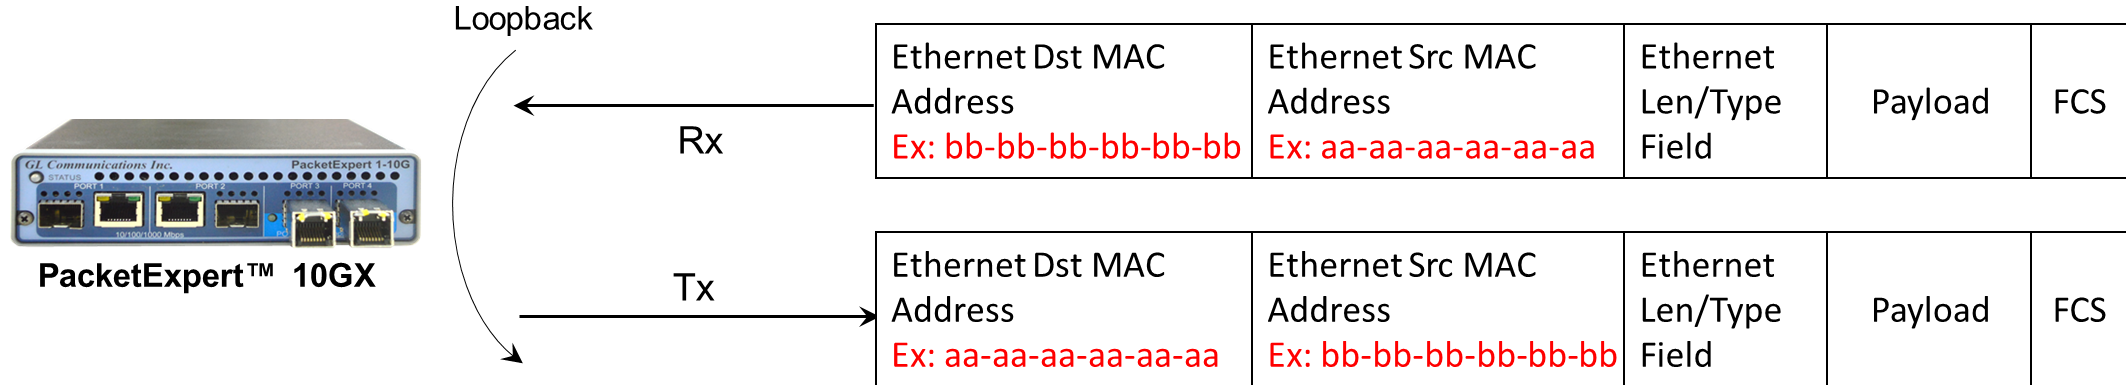 Loopback
Rx
Tx
GL Communications Inc.
PacketExpert 1-10G
STATUS
PORT 1
PORT 2
PORT 3
PORT 4
10/100/1000 Mbps
PacketExpert™ 10GX
Ethernet Dst MAC
Address
Ex: bb-bb-bb-bb-bb-bb
Ethernet Src MAC
Address
Ex: aa-aa-aa-aa-aa-aa
Ethernet
Len/Type
Field
Payload
FCS
Ethernet Dst MAC
Address
Ex: aa-aa-aa-aa-aa-aa
Ethernet Src MAC
Address
Ex: bb-bb-bb-bb-bb-bb
Ethernet
Len/Type
Field
Payload
FCS